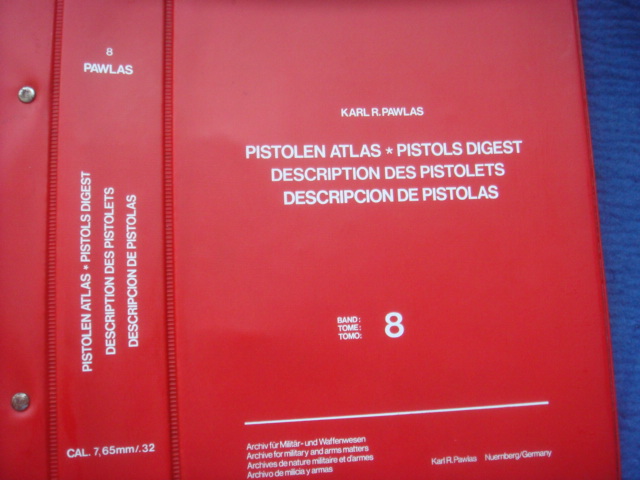 8
PAWLAS
PISTOLEN ATLAS * PISTOLS DIGEST
DESCRIPTION DES PISTOLETS
DESCRIPCION DE PISTOLAS
CAL. 7,65mm/.32
KARL R. PAWLAS
PISTOLEN ATLAS * PISTOLS DIGEST
DESCRIPTION DES PISTOLETS
DESCRIPCION DE PISTOLAS
BAND:
TOME:
TOMO:
8
Archiv für Militär- und Waffenwesen
Archive for military and arms matters
Archives de nature militaire et d'armes
Archivo de milicia y armas
Karl R. Pawlas Nuernberg/Germany